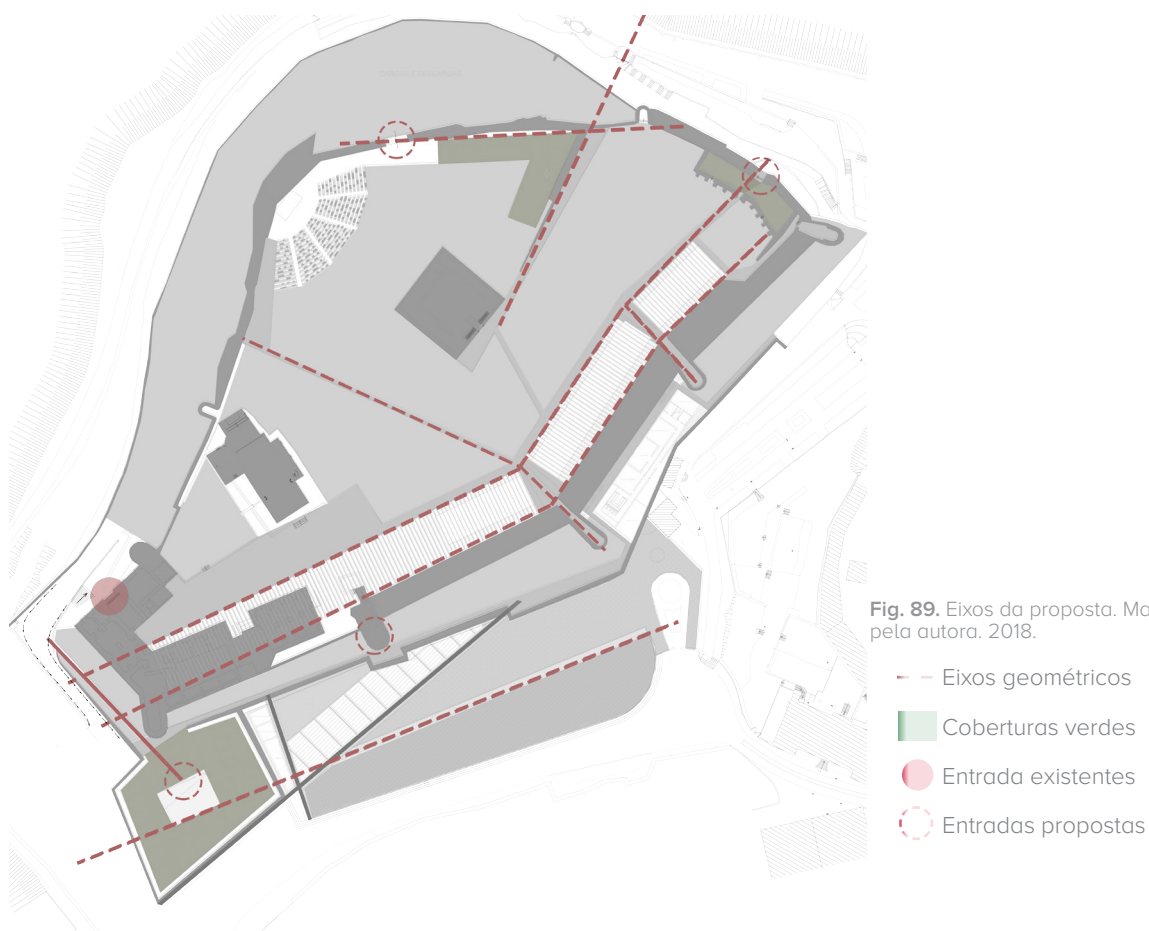 Fig. 89. Eixos da proposta. Ma
pela autora. 2018.
Eixos geométricos
Coberturas verdes
Entrada existentes
Entradas propostas